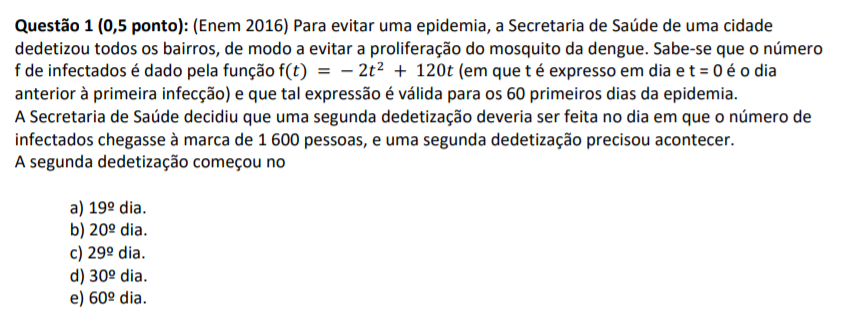 Questão 1 (0,5 ponto): (Enem 2016) Para evitar uma epidemia, a Secretaria de Saúde de uma cidade
dedetizou todos os bairros, de modo a evitar a proliferação do mosquito da dengue. Sabe-se que o número
f de infectados é dado pela função f(t) = − 2t² + 120t (em que t é expresso em dia e t = 0 é o dia
anterior à primeira infecção) e que tal expressão é válida para os 60 primeiros dias da epidemia.
A Secretaria de Saúde decidiu que uma segunda dedetização deveria ser feita no dia em que o número de
infectados chegasse à marca de 1 600 pessoas, e uma segunda dedetização precisou acontecer.
A segunda dedetização começou no
a) 19º dia.
b) 20º dia.
c) 29º dia.
d) 30º dia.
e) 60º dia.